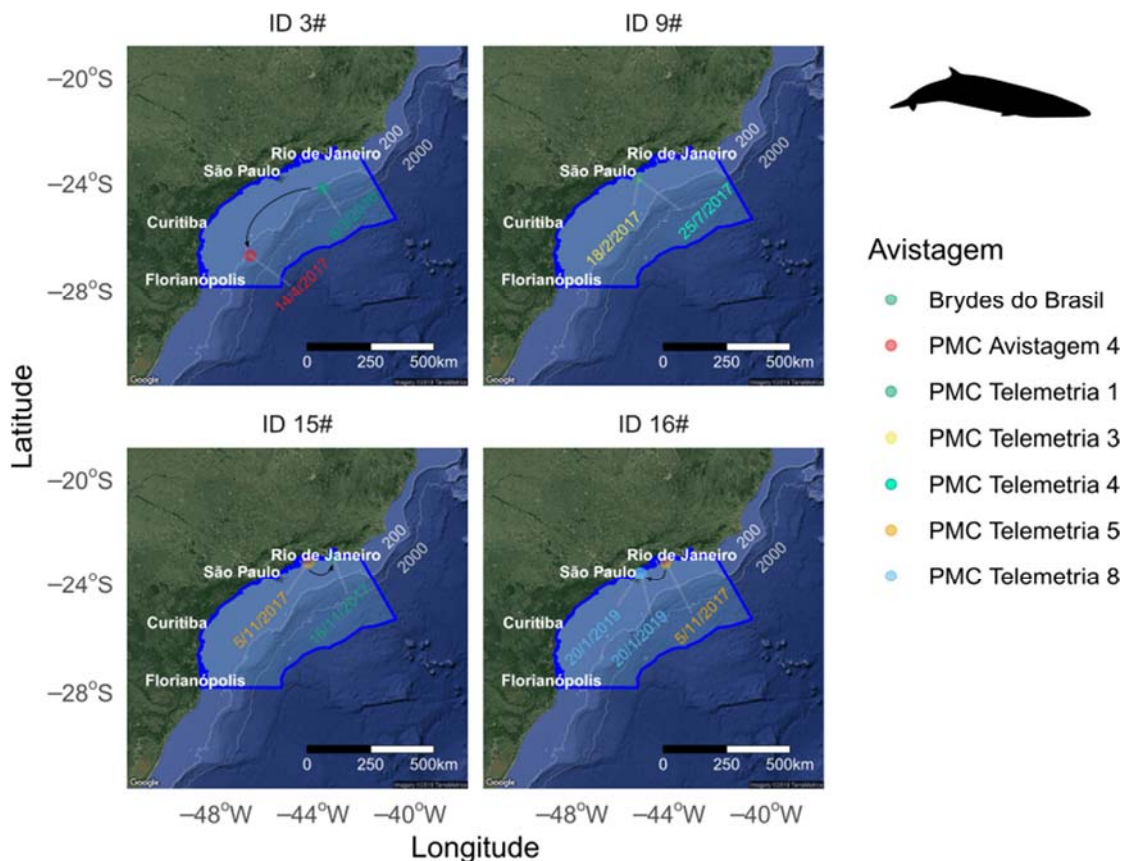 ID 3#
ID 9#
−20°S
−24°S
−28°S
Rio de Janeiro
São Paulo
Curitiba
Florianópolis
200
2000
14/4/2017
0 250 500km
Google
Rio de Janeiro
São Paulo
Curitiba
Florianópolis
200
2000
18/2/2017
25/7/2017
0 250 500km
Google
ID 15#
ID 16#
−20°S
−24°S
−28°S
Rio de Janeiro
São Paulo
Curitiba
Florianópolis
200
2000
5/11/2017
0 250 500km
Google
Rio de Janeiro
São Paulo
Curitiba
Florianópolis
200
2000
20/1/2019
20/1/2019
5/11/2017
0 250 500km
Google
−48°W −44°W −40°W
−48°W −44°W −40°W
Latitude
Longitude
Avistagem
Brydes do Brasil
PMC Avistagem 4
PMC Telemetria 1
PMC Telemetria 3
PMC Telemetria 4
PMC Telemetria 5
PMC Telemetria 8